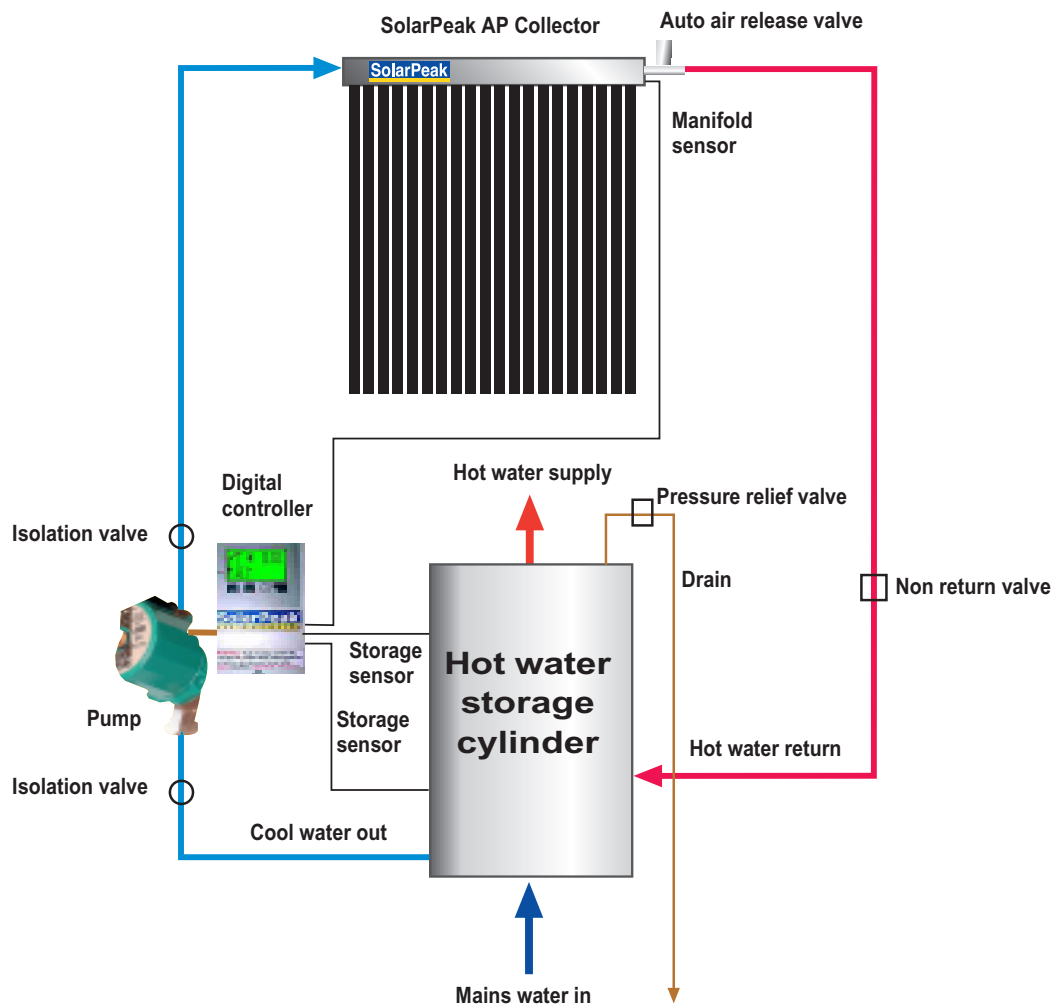 SolarPeak AP Collector
Auto air release valve
SolarPeak
Manifold
sensor
Hot water supply
Pressure relief valve
Digital
controller
Isolation valve
Drain
Non return valve
SolarPeak
Storage
sensor
Hot water
storage
cylinder
Pump
Storage
sensor
Hot water return
Isolation valve
Cool water out
Mains water in